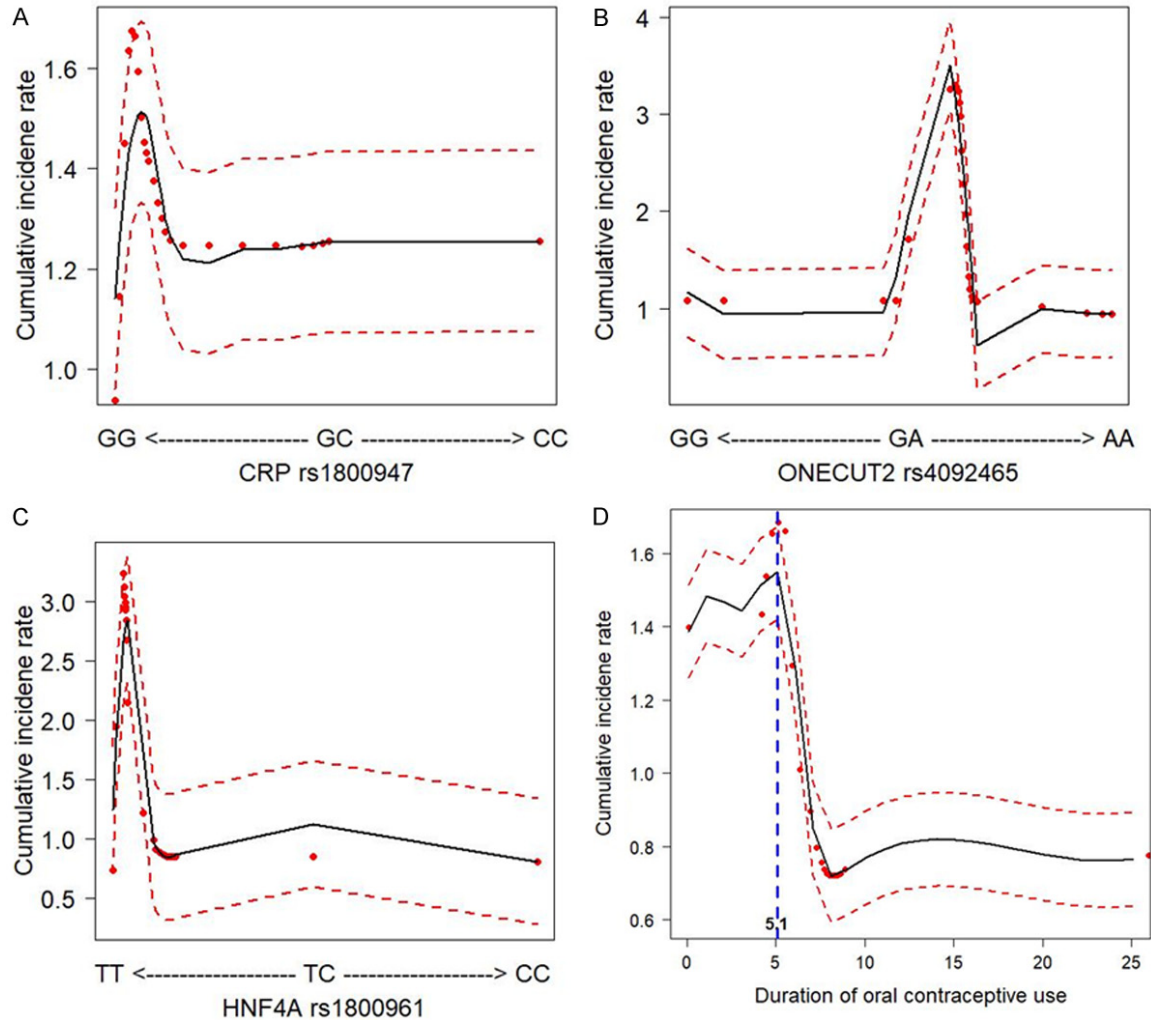 A
Cumulative incidene rate
1.6
1.4
1.2
1.0
GG <-------------------- GC -------------------> CC
CRP rs1800947
B
Cumulative incidene rate
4
3
2
1
GG <-------------------- GA -------------------> AA
ONECUT2 rs4092465
C
Cumulative incidene rate
3.0
2.5
2.0
1.5
1.0
0.5
TT <-------------------- TC -------------------> CC
HNF4A rs1800961
D
Cumulative incidene rate
1.6
1.4
1.2
1.0
0.8
0.6
5.1
0 5 10 15 20 25
Duration of oral contraceptive use